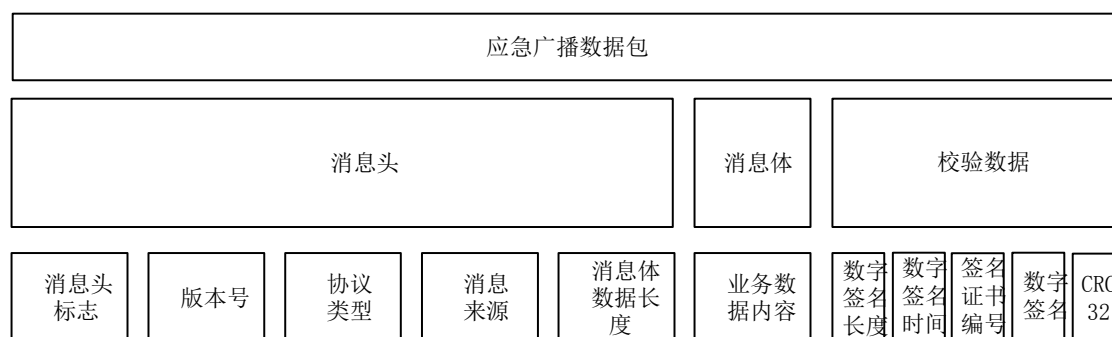 应急广播数据包
消息头
消息体
校验数据
消息头
标志
版本号
协议
类型
消息
来源
消息体
数据长
度
业务数
据内容
数字
签名
长度
数字
签名
时间
签名
证书
编号
数字
签名
CRC
32